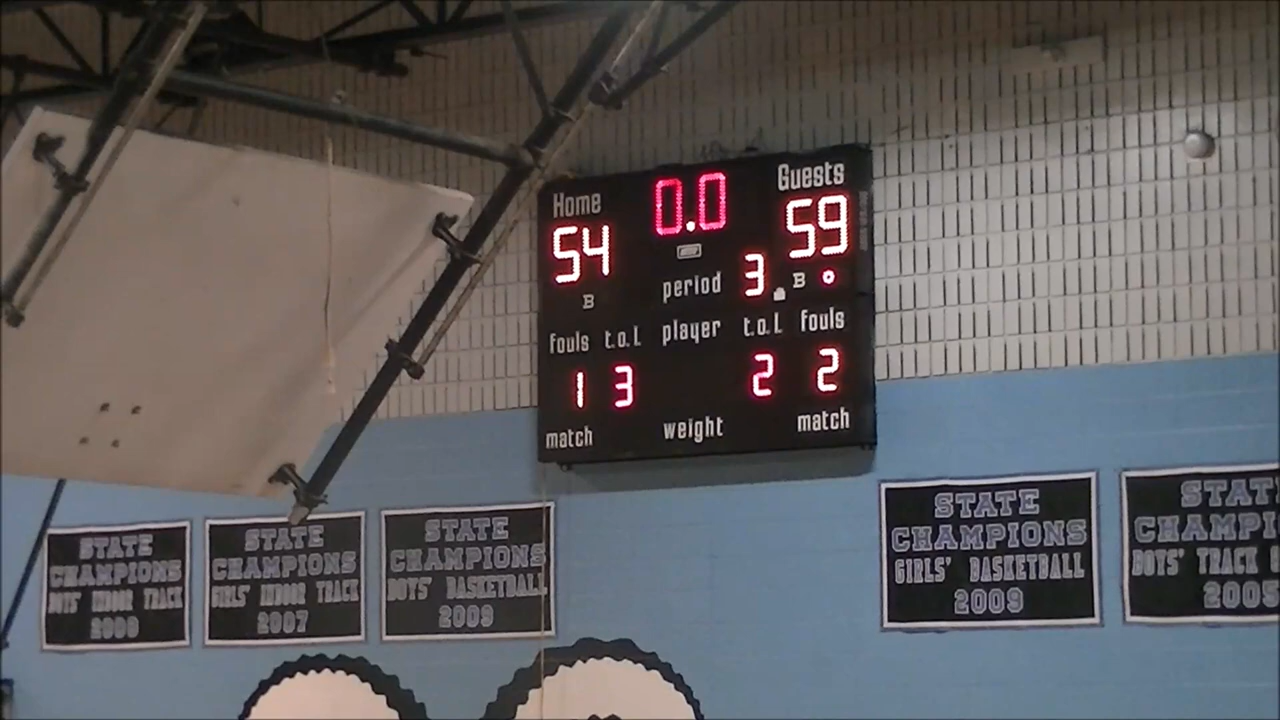 Home 0.0 Guests
54 59
B period 3 B
fouls t.o.l player t.o.l fouls
1 3 2 2
match weight match
STATE
CHAMPIONS
BOYS' INDOOR TRACK
STATE
CHAMPIONS
GIRLS' INDOOR TRACK
2007
STATE
CHAMPIONS
BOYS' BASKETBALL
2009
STATE
CHAMPIONS
GIRLS' BASKETBALL
2009
STAT
CHAMPI
BOYS' TRACK
2005